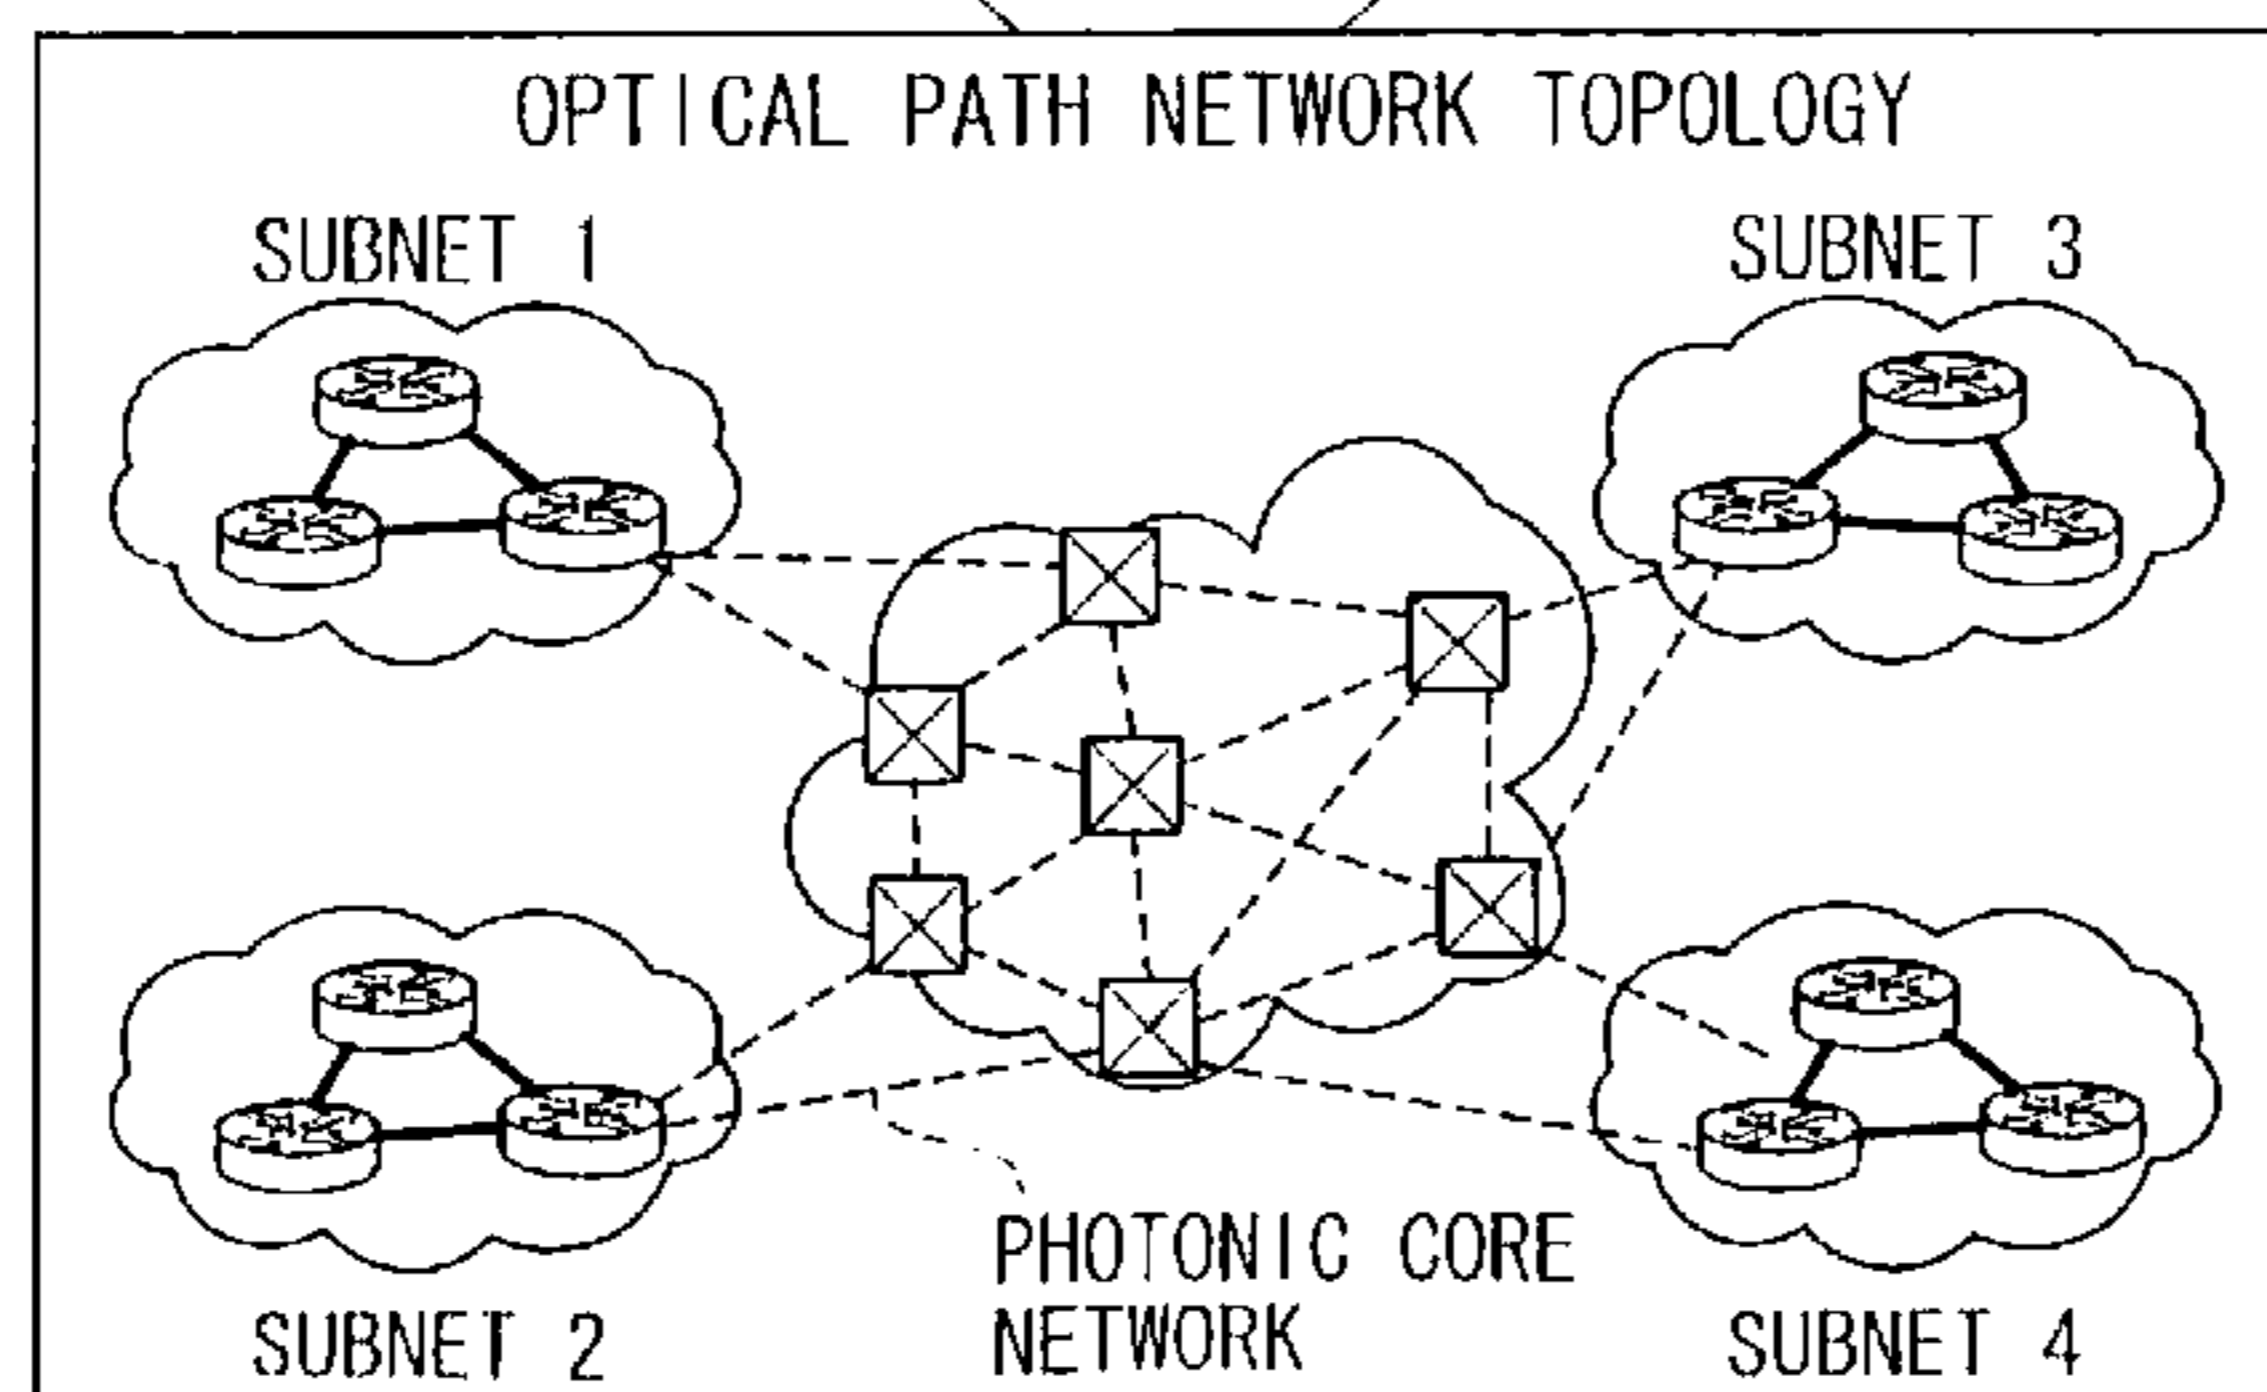 OPTICAL PATH NETWORK TOPOLOGY
SUBNET 1
SUBNET 3
PHOTONIC CORE
NETWORK
SUBNET 2
SUBNET 4